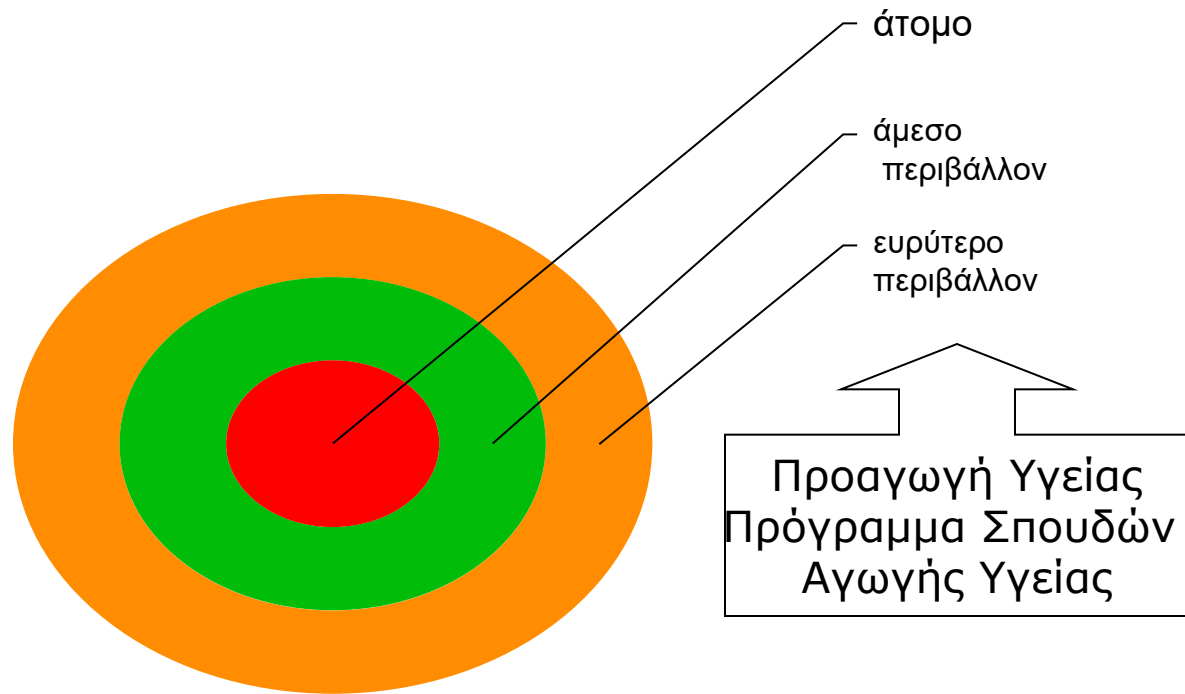 άτομο
άμεσο
περιβάλλον
ευρύτερο
περιβάλλον
Προαγωγή Υγείας
Πρόγραμμα Σπουδών
Αγωγής Υγείας